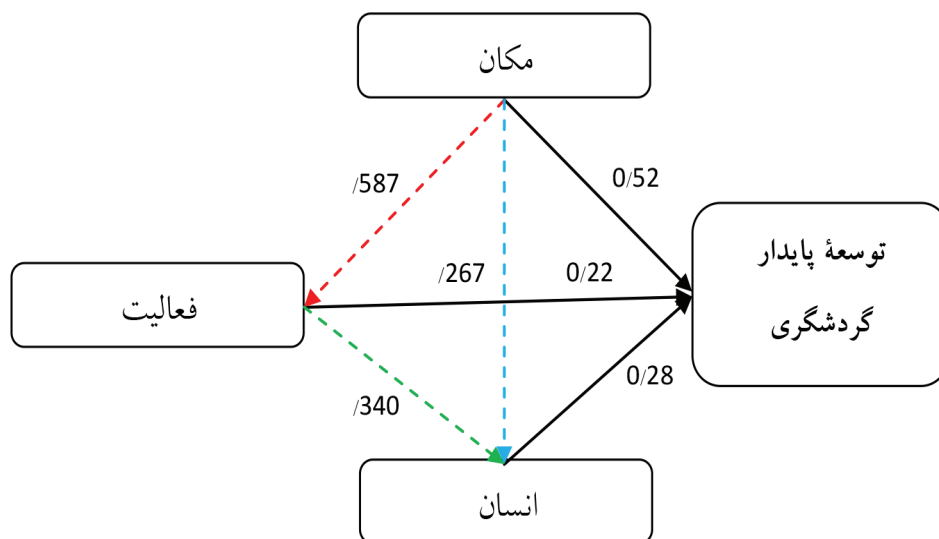 مکان
/587
0/52
توسعهٔ پایدار
گردشگری
/267
0/22
فعالیت
/340
0/28
انسان